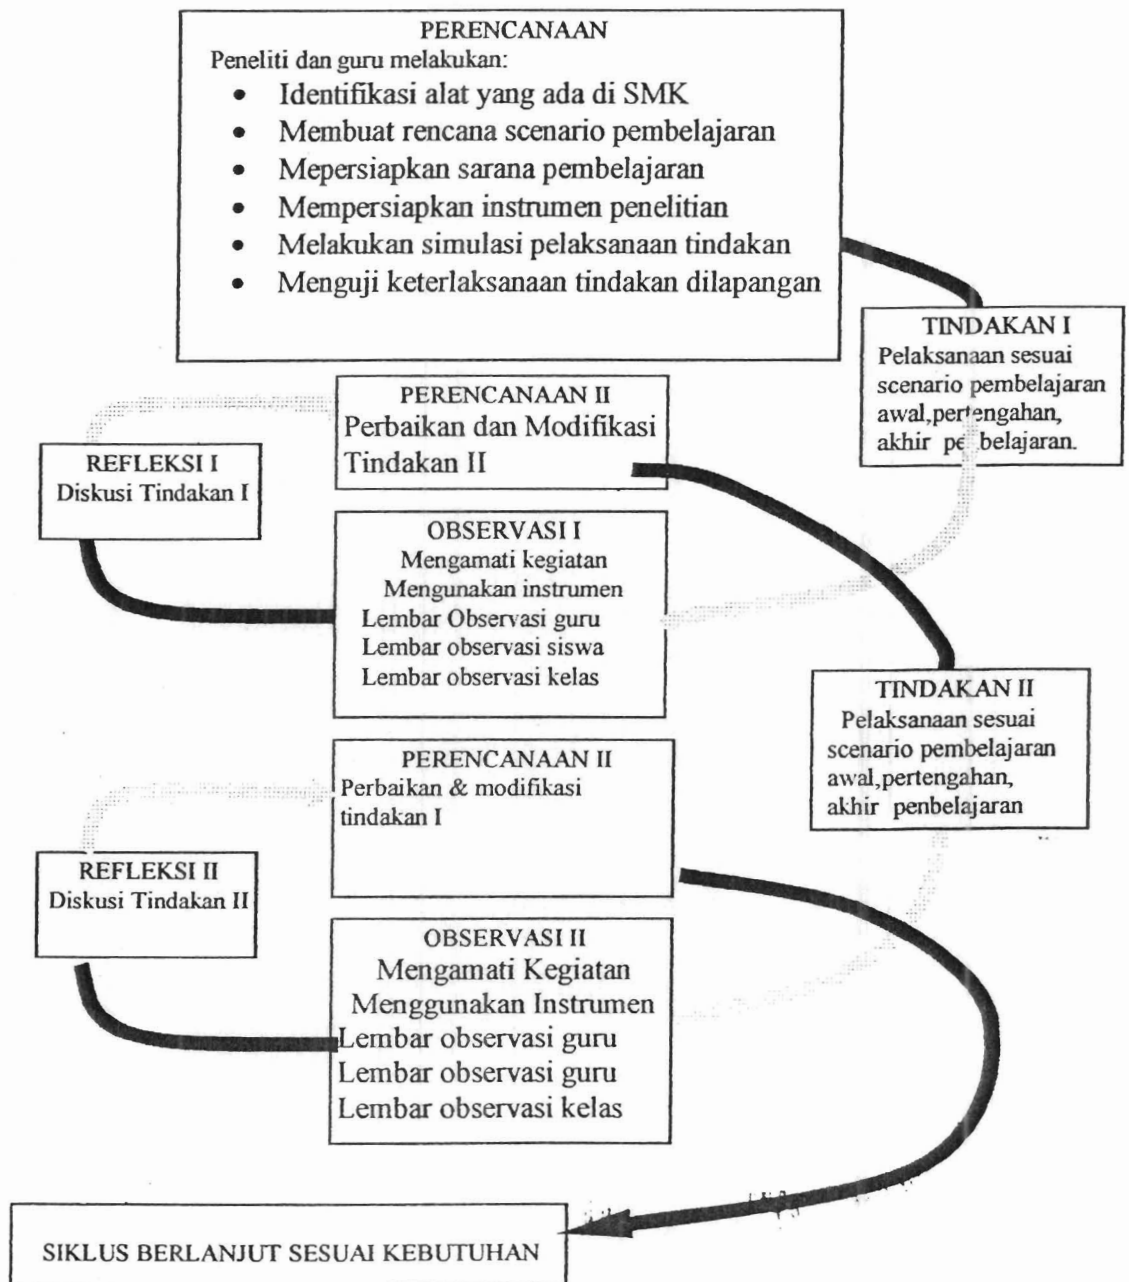 PERENCANAAN
Peneliti dan guru melakukan:
• Identifikasi alat yang ada di SMK
• Membuat rencana scenario pembelajaran
• Mepersiapkan sarana pembelajaran
• Mempersiapkan instrumen penelitian
• Melakukan simulasi pelaksanaan tindakan
• Menguji keterlaksanaan tindakan dilapangan
TINDAKAN I
Pelaksanaan sesuai
scenario pembelajaran
awal,pertengahan,
akhir pembelajaran.
PERENCANAAN II
Perbaikan dan Modifikasi
Tindakan II
REFLEKSI I
Diskusi Tindakan I
OBSERVASI I
Mengamati kegiatan
Mengunakan instrumen
Lembar Observasi guru
Lembar observasi siswa
Lembar observasi kelas
TINDAKAN II
Pelaksanaan sesuai
scenario pembelajaran
awal,pertengahan,
akhir penbelajaran
PERENCANAAN II
Perbaikan & modifikasi
tindakan I
REFLEKSI II
Diskusi Tindakan II
OBSERVASI II
Mengamati Kegiatan
Menggunakan Instrumen
Lembar observasi guru
Lembar observasi guru
Lembar observasi kelas
SIKLUS BERLANJUT SESUAI KEBUTUHAN